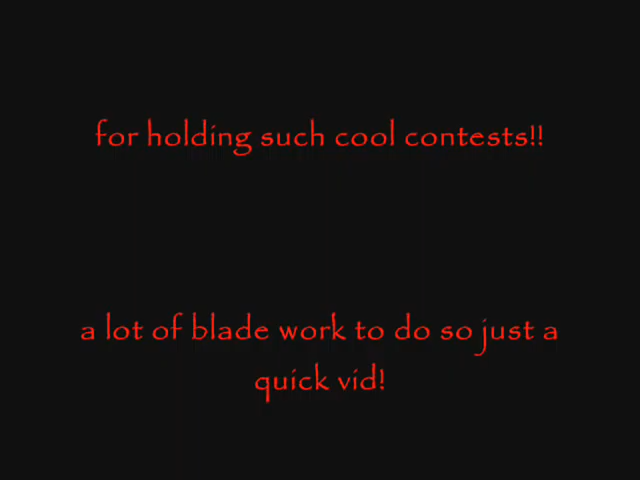 for holding such cool contests!!
a lot of blade work to do so just a
quick vid!